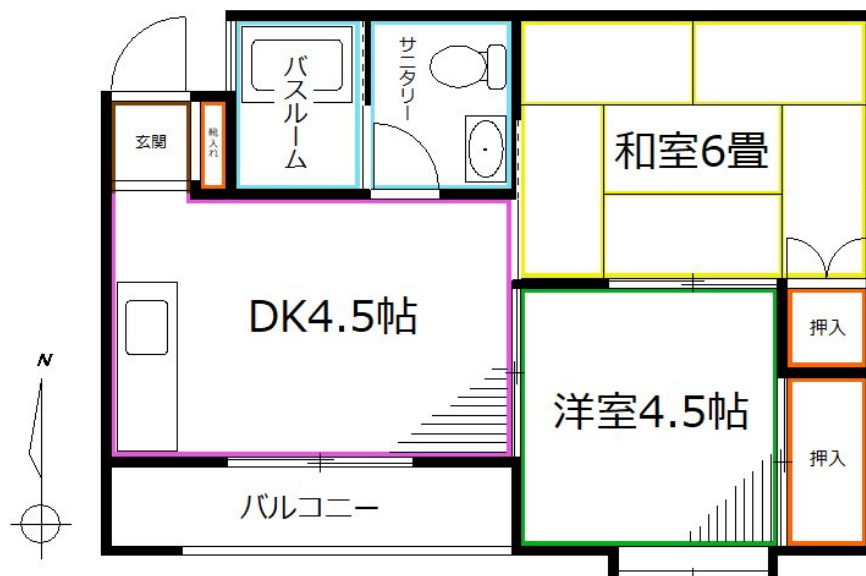 バスルーム
サニタリー
玄関
靴入れ
和室6畳
DK4.5帖
押入
洋室4.5帖
押入
バルコニー
N